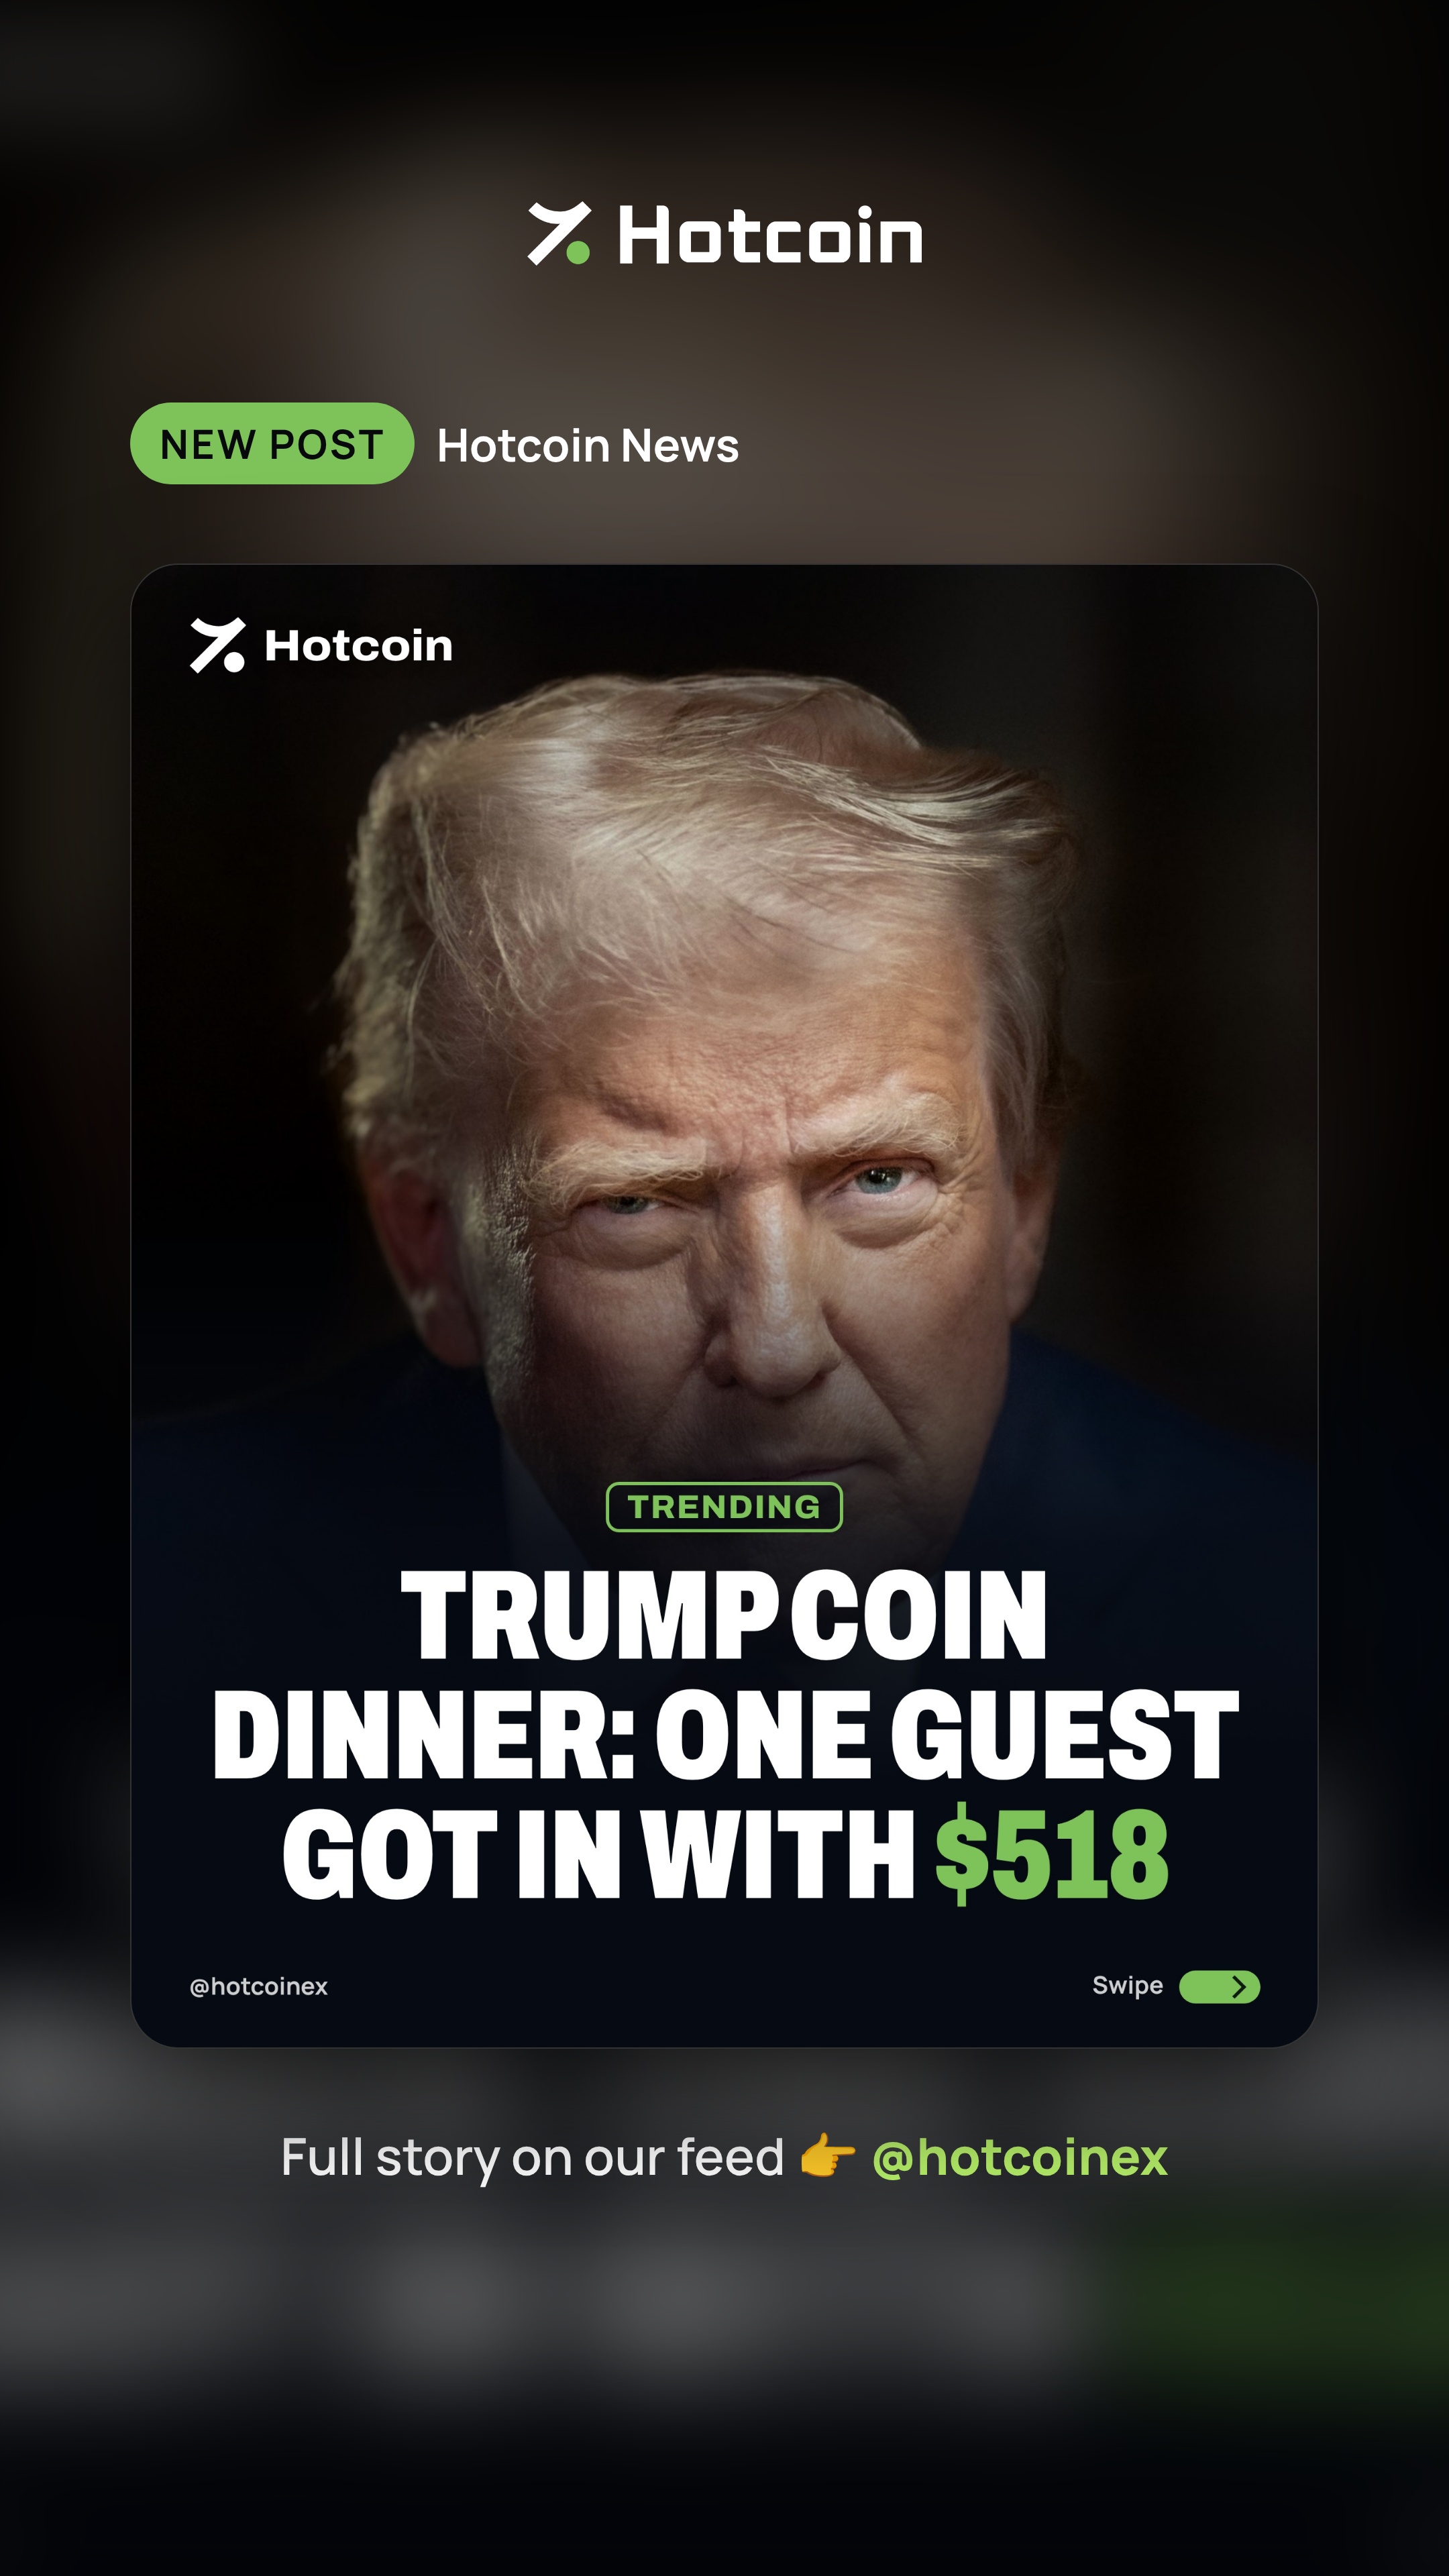 Hotcoin
NEW POST Hotcoin News
Hotcoin
TRENDING
TRUMP COIN
DINNER: ONE GUEST
GOT IN WITH $518
@hotcoinex
Swipe
Full story on our feed 👉 @hotcoinex